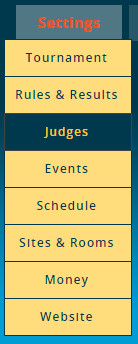 Settings
Tournament
Rules & Results
Judges
Events
Schedule
Sites & Rooms
Money
Website